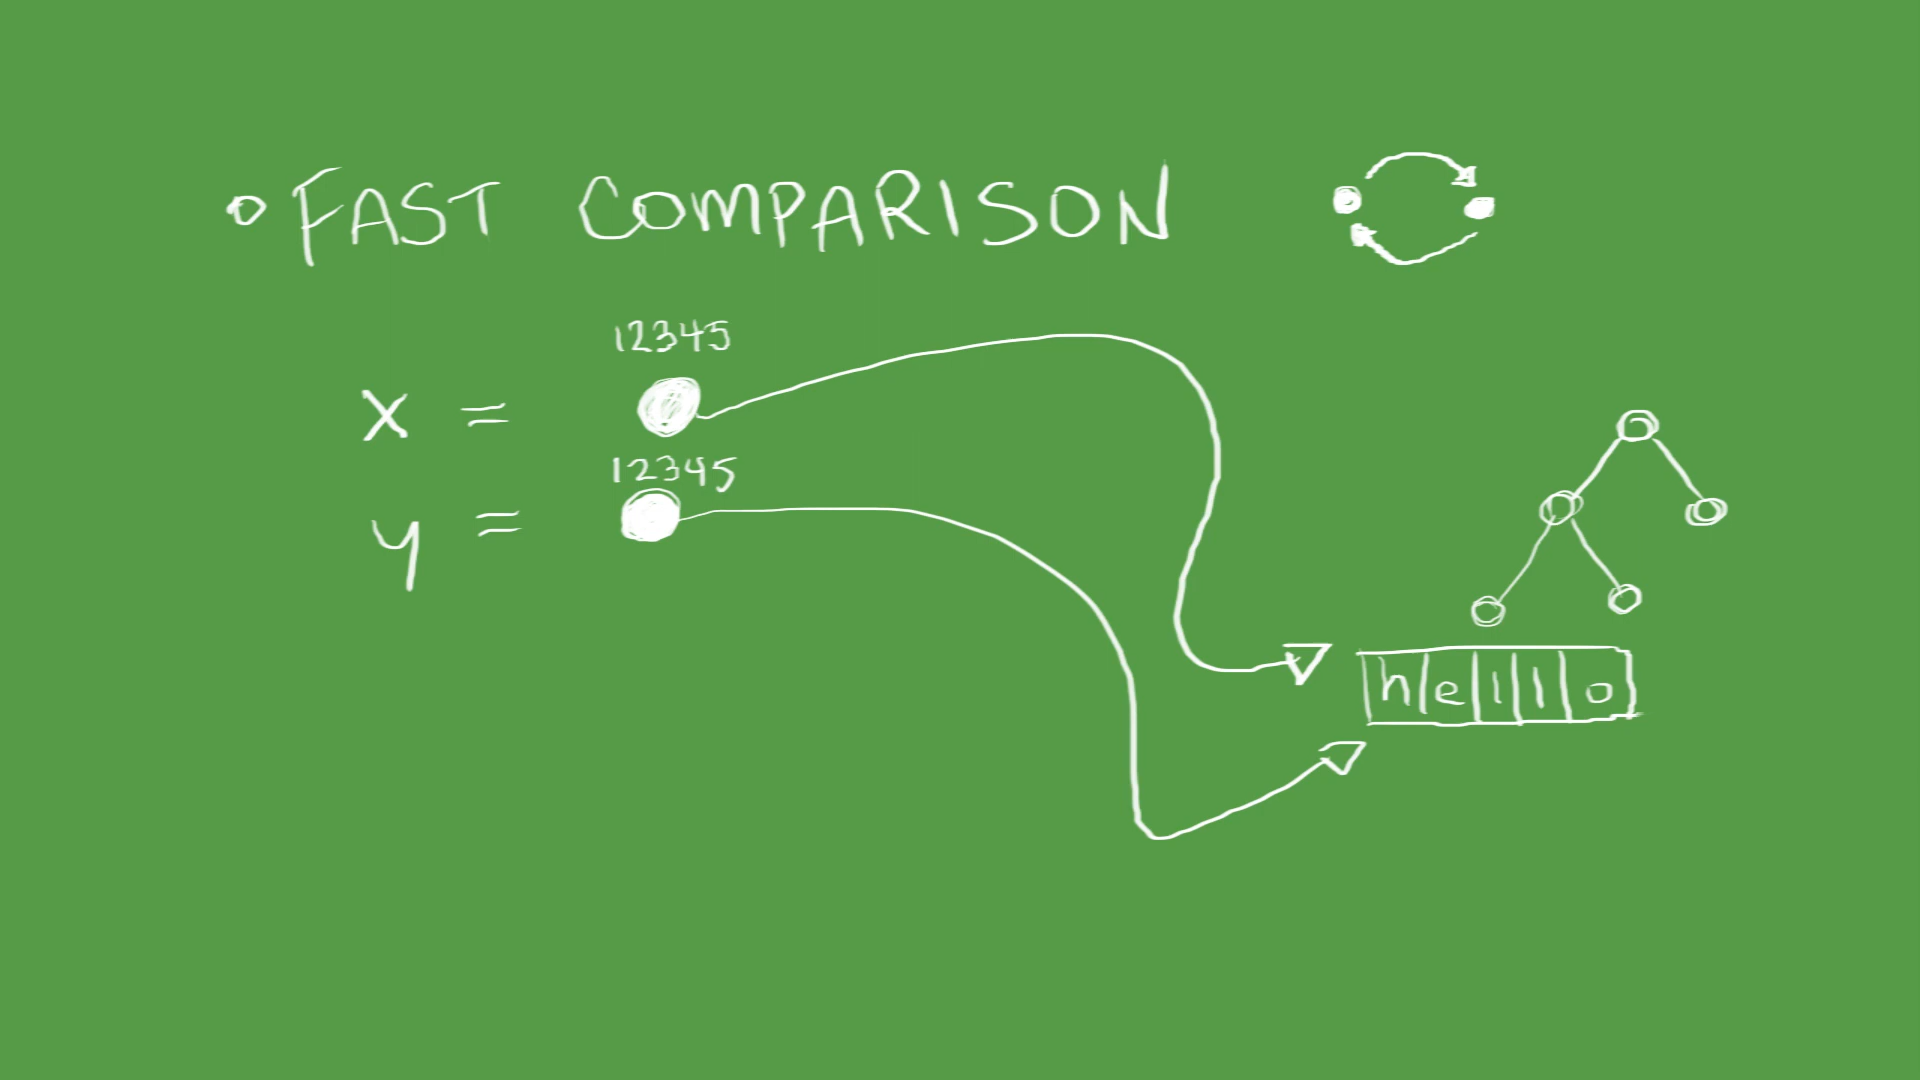 FAST COMPARISON
12345
x =
12345
y =
hello